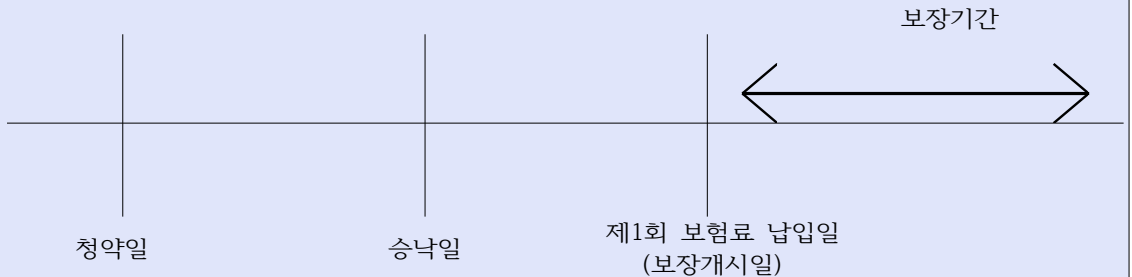 보장기간
청약일
승낙일
제1회 보험료 납입일
(보장개시일)